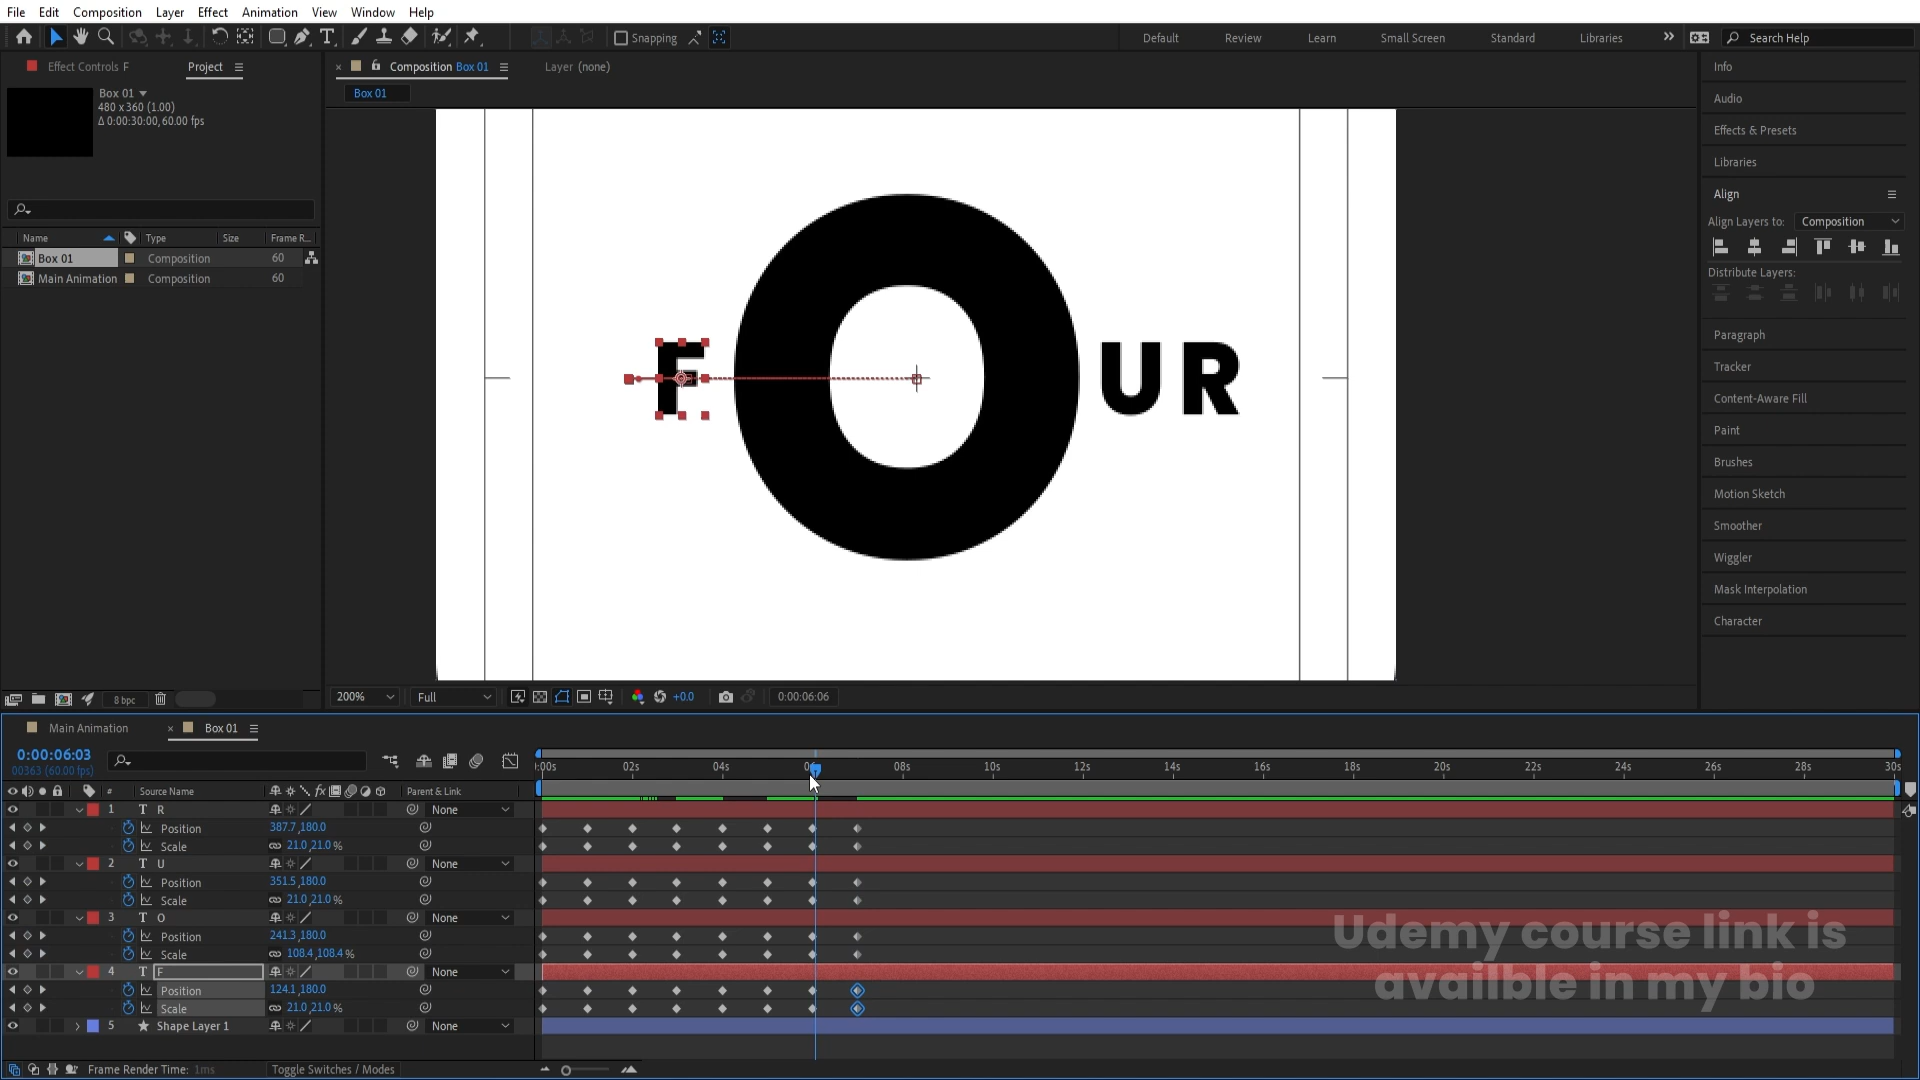 File Edit Composition Layer Effect Animation View Window Help
Snapping Default Review Learn Small Screen Standard Libraries Search Help
Effect Controls F Project
Composition Box 01 Layer (none)
Box 01
Box 01
480 x 360 (1.00)
Δ 0:00:30:00, 60.00 fps
Name Type Size Frame R...
Box 01 Composition 60
Main Animation Composition 60
F O U R
Info
Audio
Effects & Presets
Libraries
Align
Align Layers to: Composition
Distribute Layers:
Paragraph
Tracker
Content-Aware Fill
Paint
Brushes
Motion Sketch
Smoother
Wiggler
Mask Interpolation
Character
8 bpc
200% Full +0.0 0:00:06:06
Main Animation Box 01
0:00:06:03
00363 (60.00 fps)
:00s 02s 04s 08s 10s 12s 14s 16s 18s 20s 22s 24s 26s 28s 30s
# Source Name fx Parent & Link
1 T R None
Position 387.7,180.0
Scale 21.0,21.0 %
2 T U None
Position 351.5,180.0
Scale 21.0,21.0 %
3 T O None
Position 241.3,180.0
Scale 108.4,108.4 %
4 T F None
Position 124.1,180.0
Scale 21.0,21.0 %
5 Shape Layer 1 None
Udemy course link is
availble in my bio
Frame Render Time: 1ms Toggle Switches / Modes